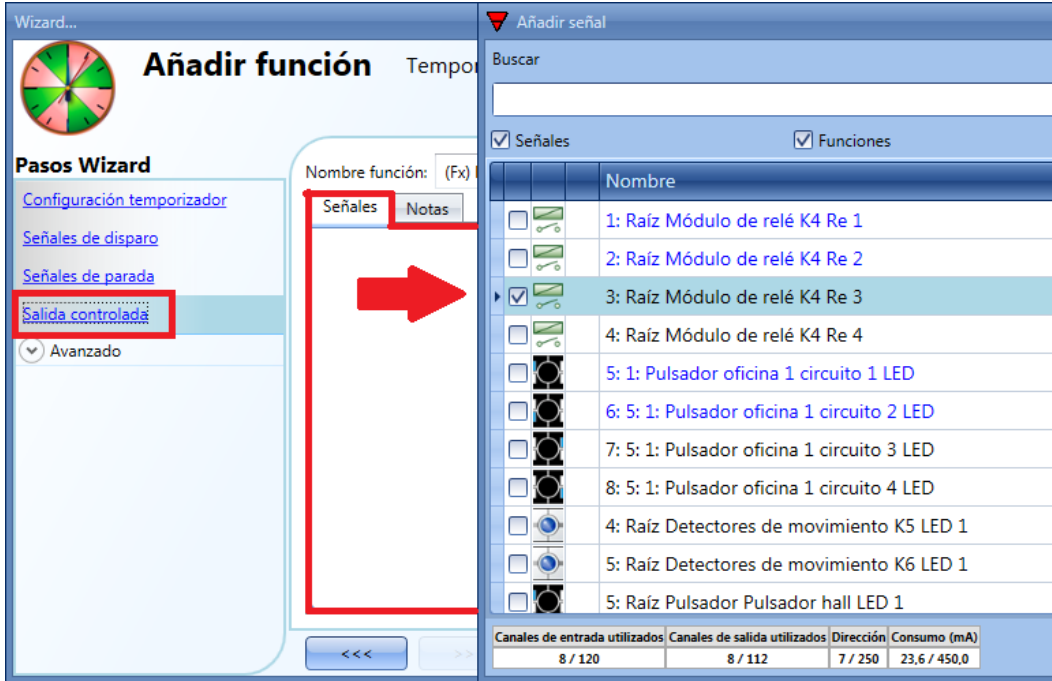 Wizard...
Añadir función Tempor
Pasos Wizard
Configuración temporizador
Señales de disparo
Señales de parada
Salida controlada
Avanzado
Nombre función: (Fx)
Señales Notas
<<< >>
Añadir señal
Buscar
Señales Funciones
Nombre
1: Raíz Módulo de relé K4 Re 1
2: Raíz Módulo de relé K4 Re 2
3: Raíz Módulo de relé K4 Re 3
4: Raíz Módulo de relé K4 Re 4
5: 1: Pulsador oficina 1 circuito 1 LED
6: 5: 1: Pulsador oficina 1 circuito 2 LED
7: 5: 1: Pulsador oficina 1 circuito 3 LED
8: 5: 1: Pulsador oficina 1 circuito 4 LED
4: Raíz Detectores de movimiento K5 LED 1
5: Raíz Detectores de movimiento K6 LED 1
5: Raíz Pulsador Pulsador hall LED 1
Canales de entrada utilizados Canales de salida utilizados Dirección Consumo (mA)
8 / 120 8 / 112 7 / 250 23,6 / 450,0